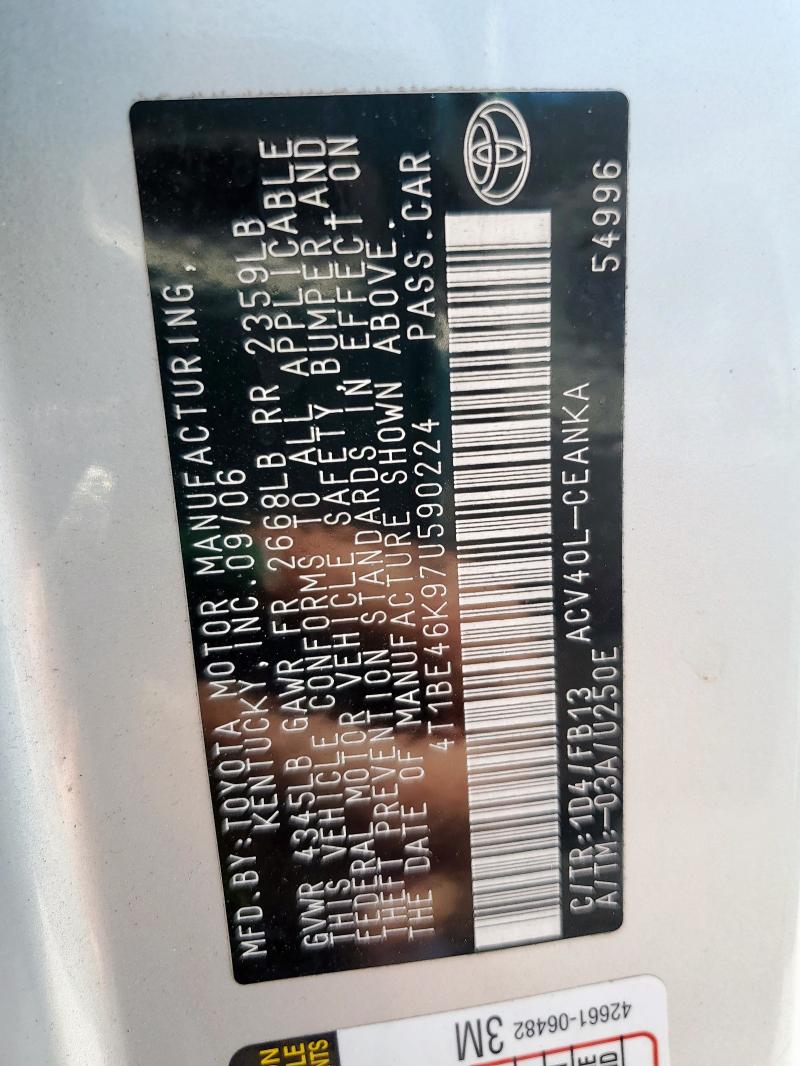 MFD.BY:TOYOTA MOTOR MANUFACTURING,
KENTUCKY, INC.09/06
GVWR 4345LB GAWR FR 2668LB RR 2359LB
THIS VEHICLE CONFORMS TO ALL APPLICABLE
FEDERAL MOTOR VEHICLE SAFETY,BUMPER,AND
THEFT PREVENTION STANDARDS IN EFFECT ON
THE DATE OF MANUFACTURE SHOWN ABOVE.
4T1BE46K97U590224 PASS.CAR
C/TR:1D4/FB13 ACV40L-CEANKA 54996
A/TM:-03A/U250E
42661-06482
3M